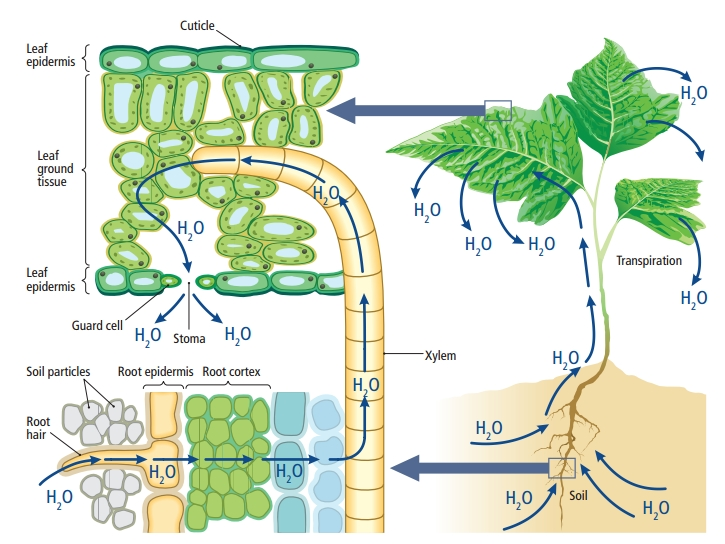 Cuticle
Leaf
epidermis
Leaf
ground
tissue
Leaf
epidermis
H2O
H2O
Guard cell
H2O
Stoma
H2O
Xylem
H2O
Soil particles
Root epidermis
Root cortex
Root
hair
H2O
H2O
H2O
H2O
H2O
H2O
H2O
Transpiration
H2O
H2O
H2O
H2O
H2O
Soil
H2O